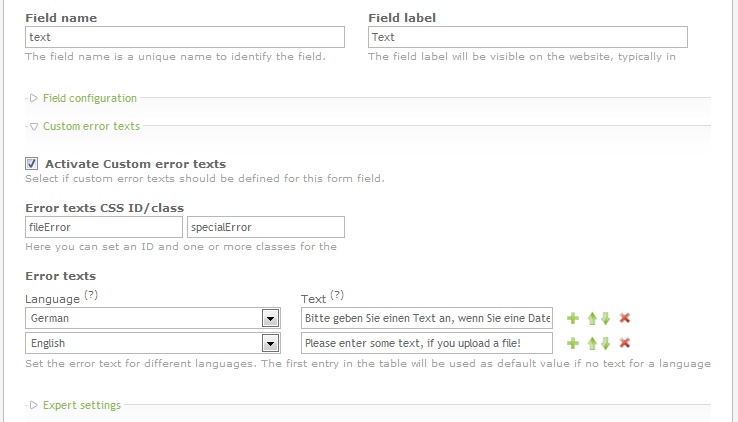 Field name Field label
text Text
The field name is a unique name to identify the field. The field label will be visible on the website, typically in
Field configuration
Custom error texts
Activate Custom error texts
Select if custom error texts should be defined for this form field.
Error texts CSS ID/class
fileError specialError
Here you can set an ID and one or more classes for the
Error texts
Language (?) Text (?)
German Bitte geben Sie einen Text an, wenn Sie eine Date
English Please enter some text, if you upload a file!
Set the error text for different languages. The first entry in the table will be used as default value if no text for a language
Expert settings